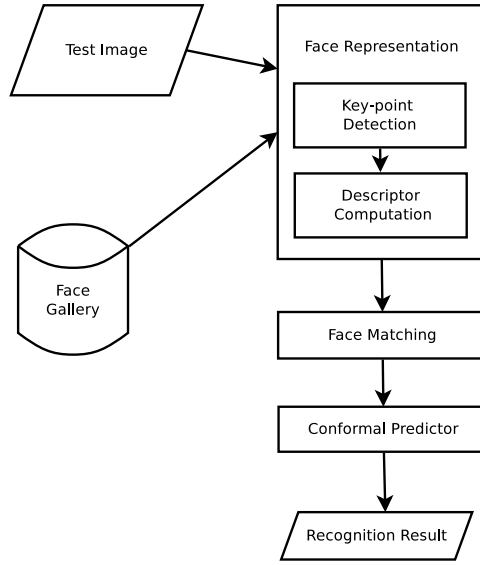 Test Image
Face Representation
Key-point
Detection
Descriptor
Computation
Face
Gallery
Face Matching
Conformal Predictor
Recognition Result